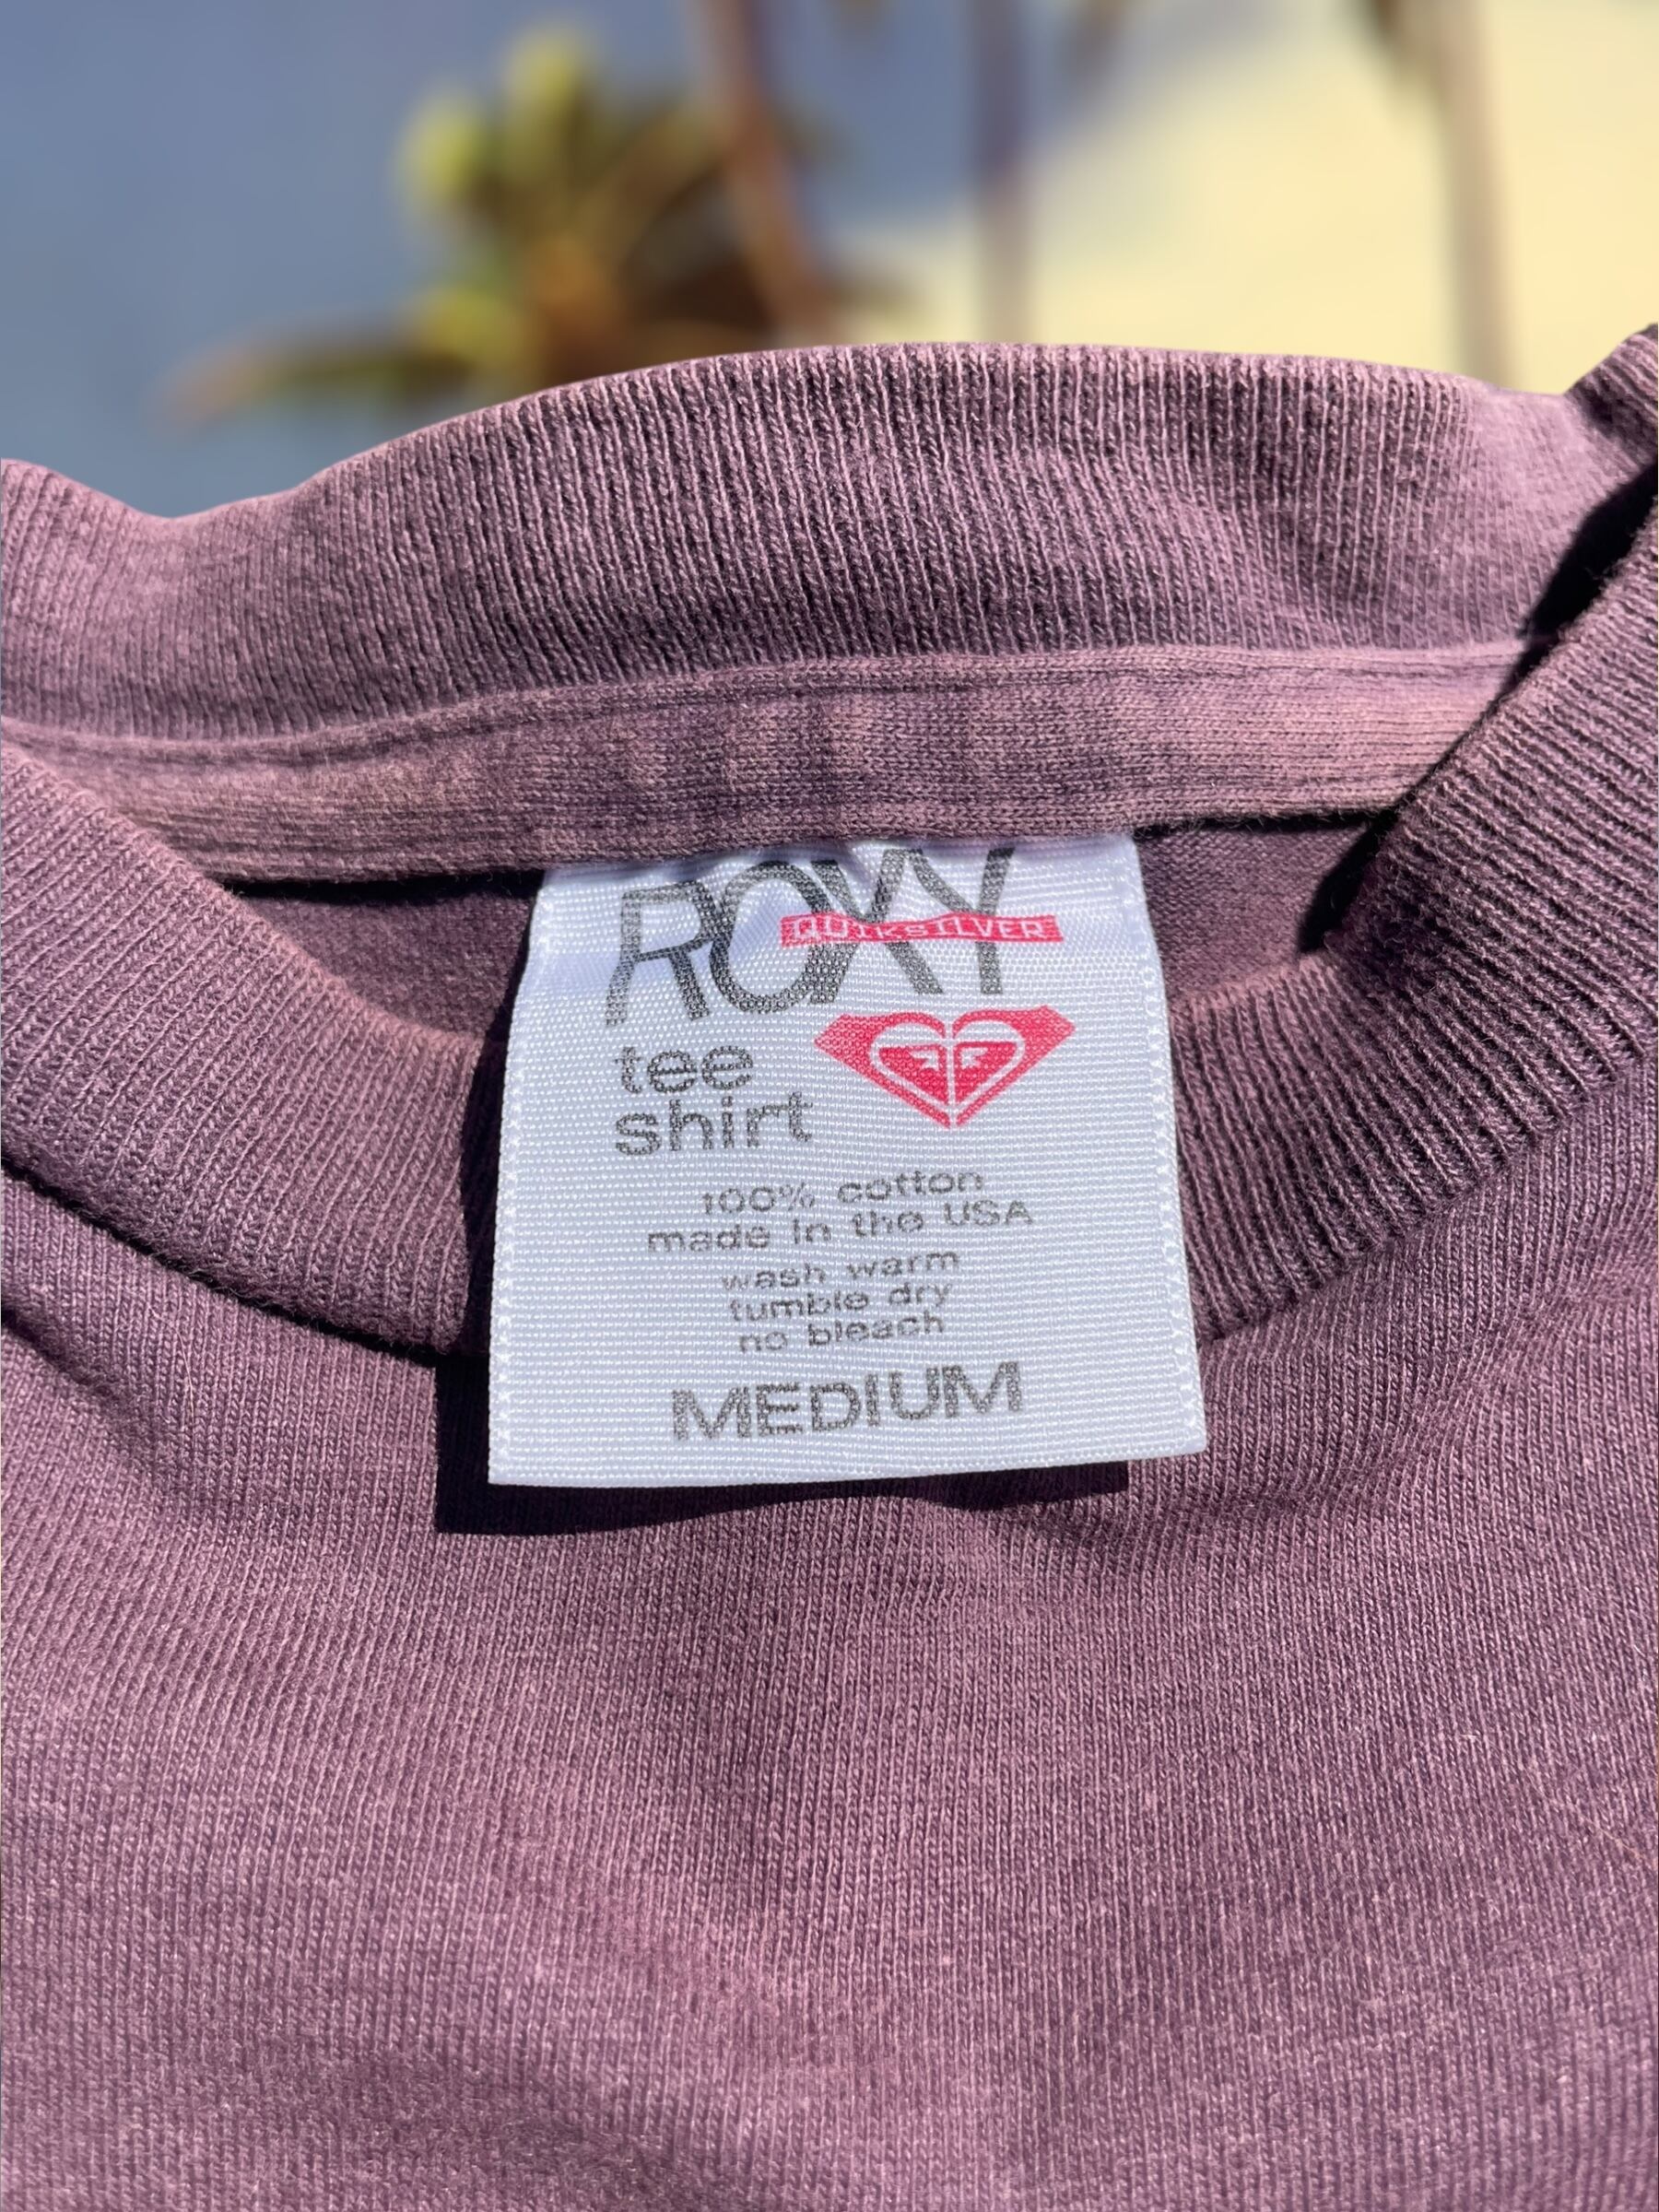 ROXY
QUIKSILVER
tee
shirt
100% cotton
made in the USA
wash warm
tumble dry
no bleach
MEDIUM